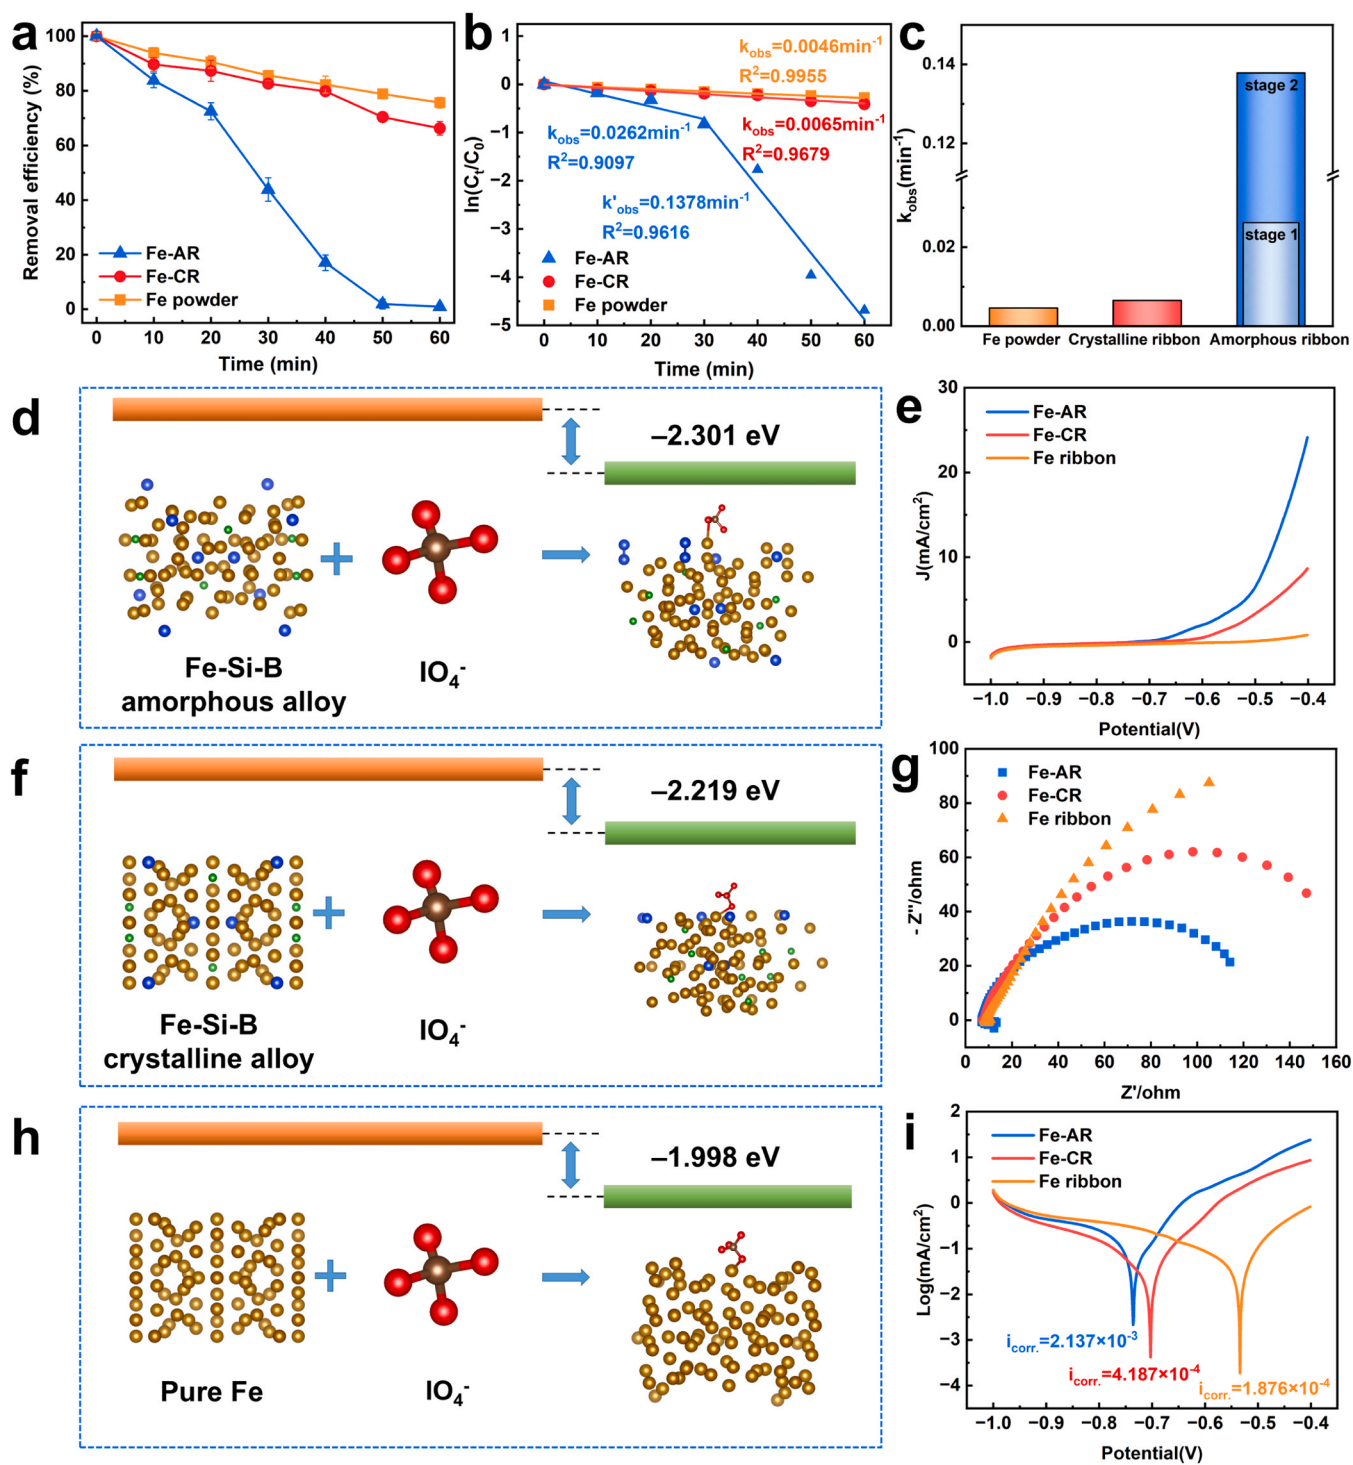 a
Removal efficiency (%)
100
80
60
40
20
0
Fe-AR
Fe-CR
Fe powder
0 10 20 30 40 50 60
Time (min)
b
ln(Cₜ/C₀)
1
0
−1
−2
−3
−4
−5
kobs=0.0046min⁻¹
R²=0.9955
kobs=0.0262min⁻¹
R²=0.9097
kobs=0.0065min⁻¹
R²=0.9679
k'obs=0.1378min⁻¹
R²=0.9616
Fe-AR
Fe-CR
Fe powder
0 10 20 30 40 50 60
Time (min)
c
kobs(min⁻¹)
0.14
0.12
0.02
0.00
stage 2
stage 1
Fe powder Crystalline ribbon Amorphous ribbon
d
−2.301 eV
Fe-Si-B
amorphous alloy
IO₄⁻
e
J(mA/cm²)
30
20
10
0
Fe-AR
Fe-CR
Fe ribbon
−1.0 −0.9 −0.8 −0.7 −0.6 −0.5 −0.4
Potential(V)
f
−2.219 eV
Fe-Si-B
crystalline alloy
IO₄⁻
g
- Z''/ohm
100
80
60
40
20
0
Fe-AR
Fe-CR
Fe ribbon
0 20 40 60 80 100 120 140 160
Z'/ohm
h
−1.998 eV
Pure Fe
IO₄⁻
i
Log(mA/cm²)
2
1
0
−1
−2
−3
−4
Fe-AR
Fe-CR
Fe ribbon
icorr.=2.137×10⁻³
icorr.=4.187×10⁻⁴
icorr.=1.876×10⁻⁴
−1.0 −0.9 −0.8 −0.7 −0.6 −0.5 −0.4
Potential(V)